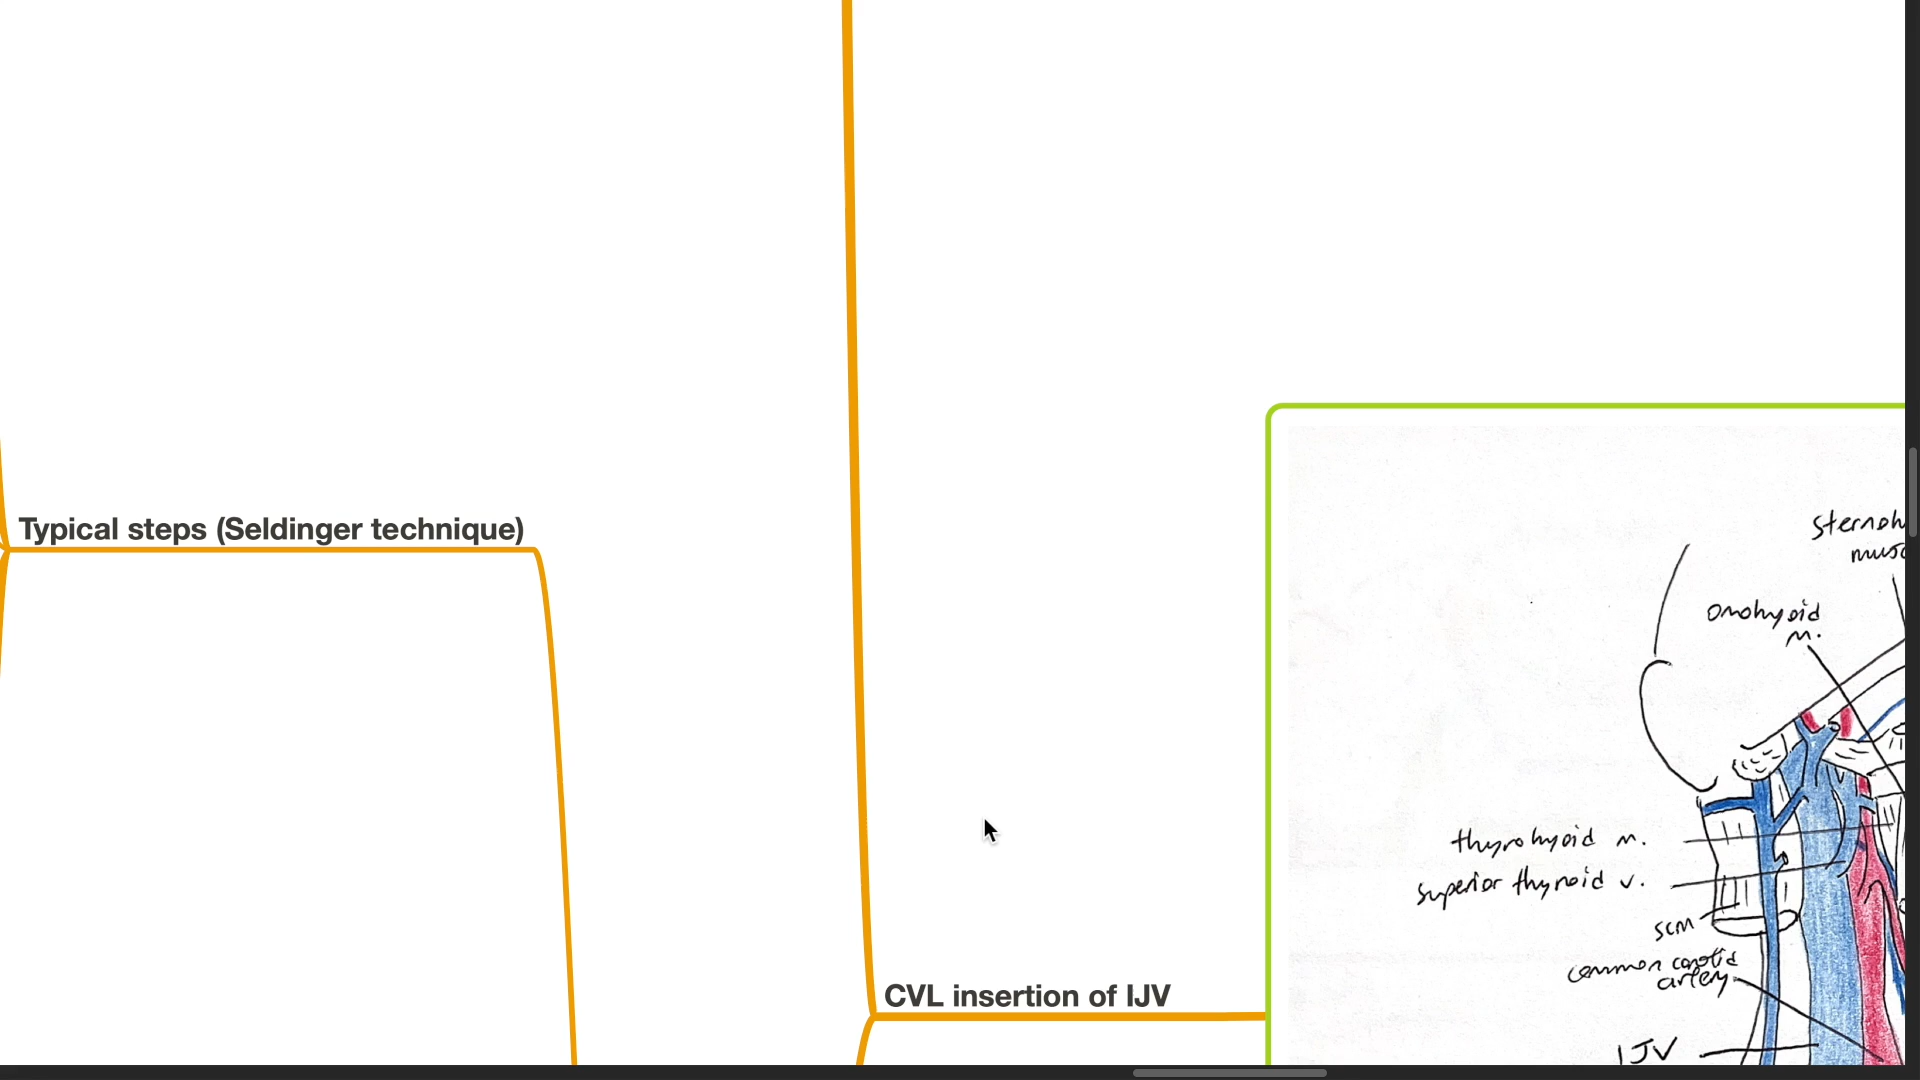 Typical steps (Seldinger technique)
CVL insertion of IJV
omohyoid
m.
thyrohyoid m.
superior thyroid v.
SCM
common carotid
artery
IJV